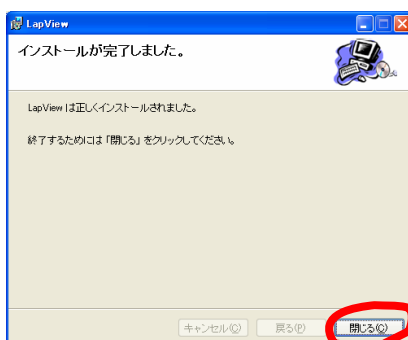 LapView
インストールが完了しました。
LapView は正しくインストールされました。
終了するためには「閉じる」をクリックしてください。
キャンセル(C) 戻る(P) 閉じる(C)